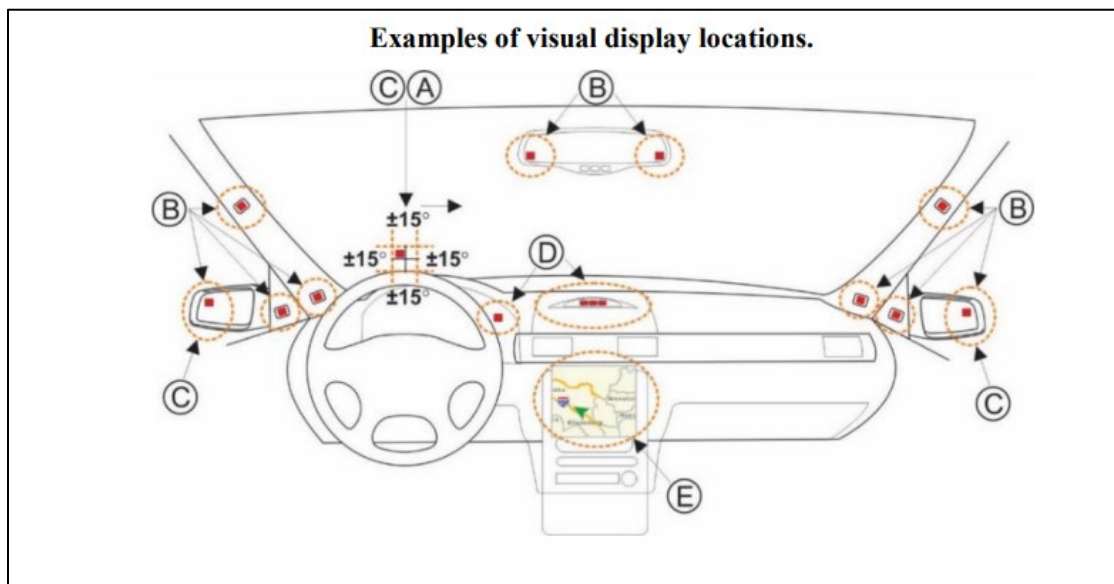 Examples of visual display locations.
C A B
B B
±15°
±15° ±15° D
±15°
C C
E